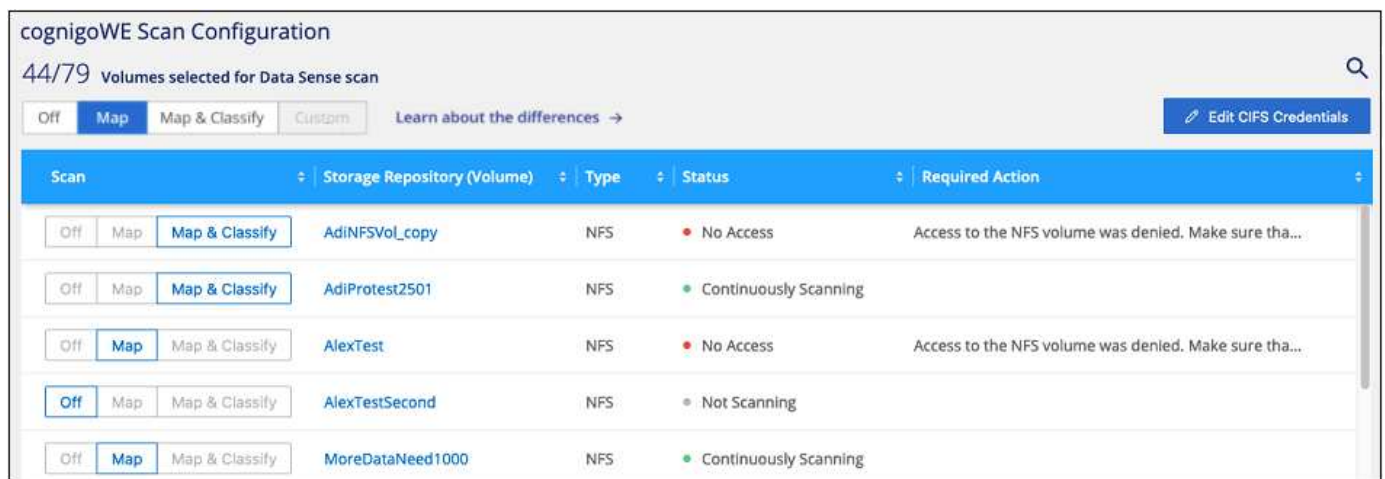 cognigoWE Scan Configuration
44/79 Volumes selected for Data Sense scan
Off Map Map & Classify Custom Learn about the differences → Edit CIFS Credentials
Scan Storage Repository (Volume) Type Status Required Action
Off Map Map & Classify AdiNFSVol_copy NFS No Access Access to the NFS volume was denied. Make sure tha...
Off Map Map & Classify AdiProtest2501 NFS Continuously Scanning
Off Map Map & Classify AlexTest NFS No Access Access to the NFS volume was denied. Make sure tha...
Off Map Map & Classify AlexTestSecond NFS Not Scanning
Off Map Map & Classify MoreDataNeed1000 NFS Continuously Scanning